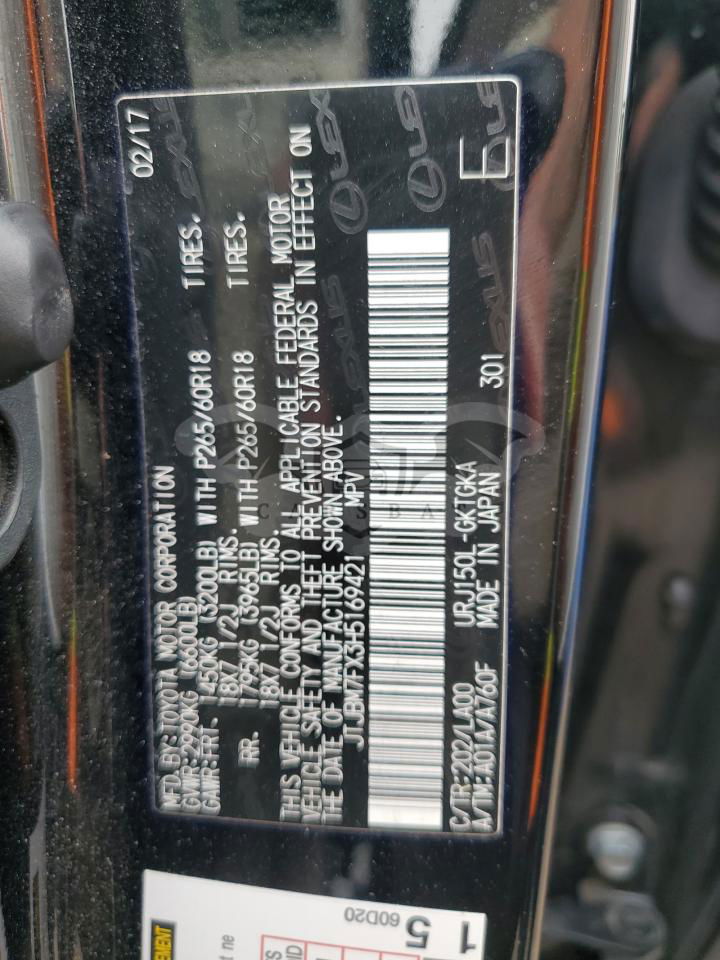 MFD.BY:TOYOTA MOTOR CORPORATION 02/17
GVWR:2990KG (6600LB)
GAWR:FRT. 1450KG (3200LB) WITH P265/60R18 TIRES.
18X7 1/2J RIMS.
RR. 1795KG (3965LB) WITH P265/60R18 TIRES.
18X7 1/2J RIMS.
THIS VEHICLE CONFORMS TO ALL APPLICABLE FEDERAL MOTOR
VEHICLE SAFETY AND THEFT PREVENTION STANDARDS IN EFFECT ON
THE DATE OF MANUFACTURE SHOWN ABOVE.
JTJBM7FX3H5169421 MPV
C/TR:202/LA00 URJ150L-GKTGKA 301
A/TM:A01A/A760F MADE IN JAPAN
E
LEXUS
15
60D20